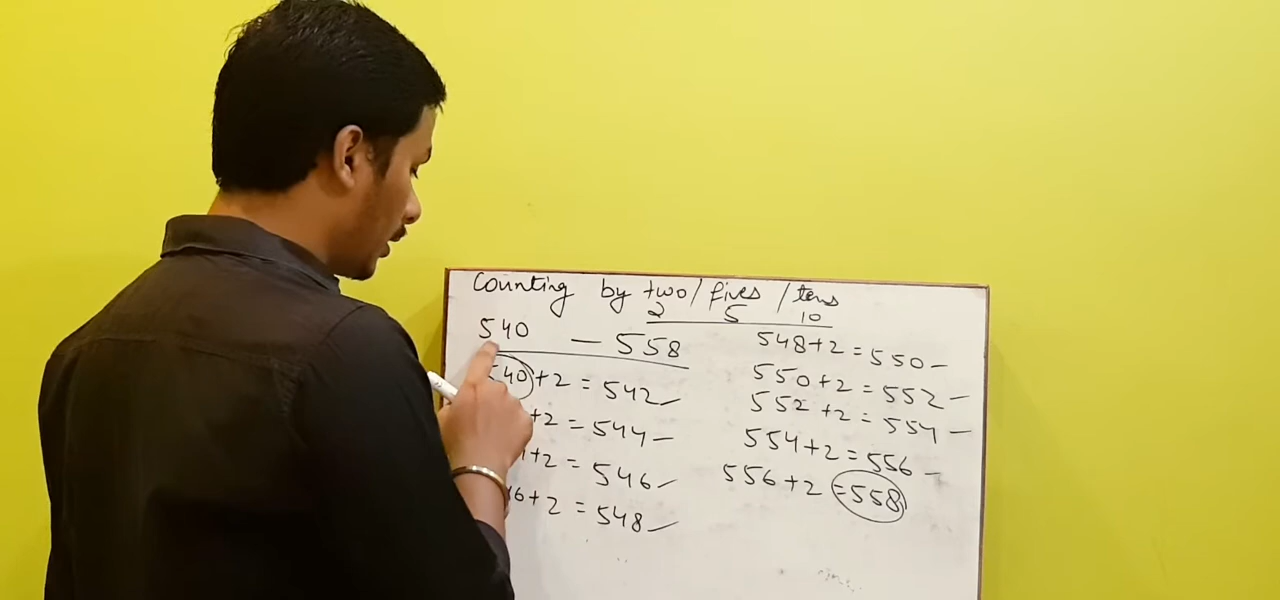 Counting by two/ fives / tens
2 5 10
540 — 558
540 + 2 = 542
+ 2 = 544
+ 2 = 546
+ 2 = 548
548 + 2 = 550
550 + 2 = 552
552 + 2 = 554
554 + 2 = 556
556 + 2 = 558